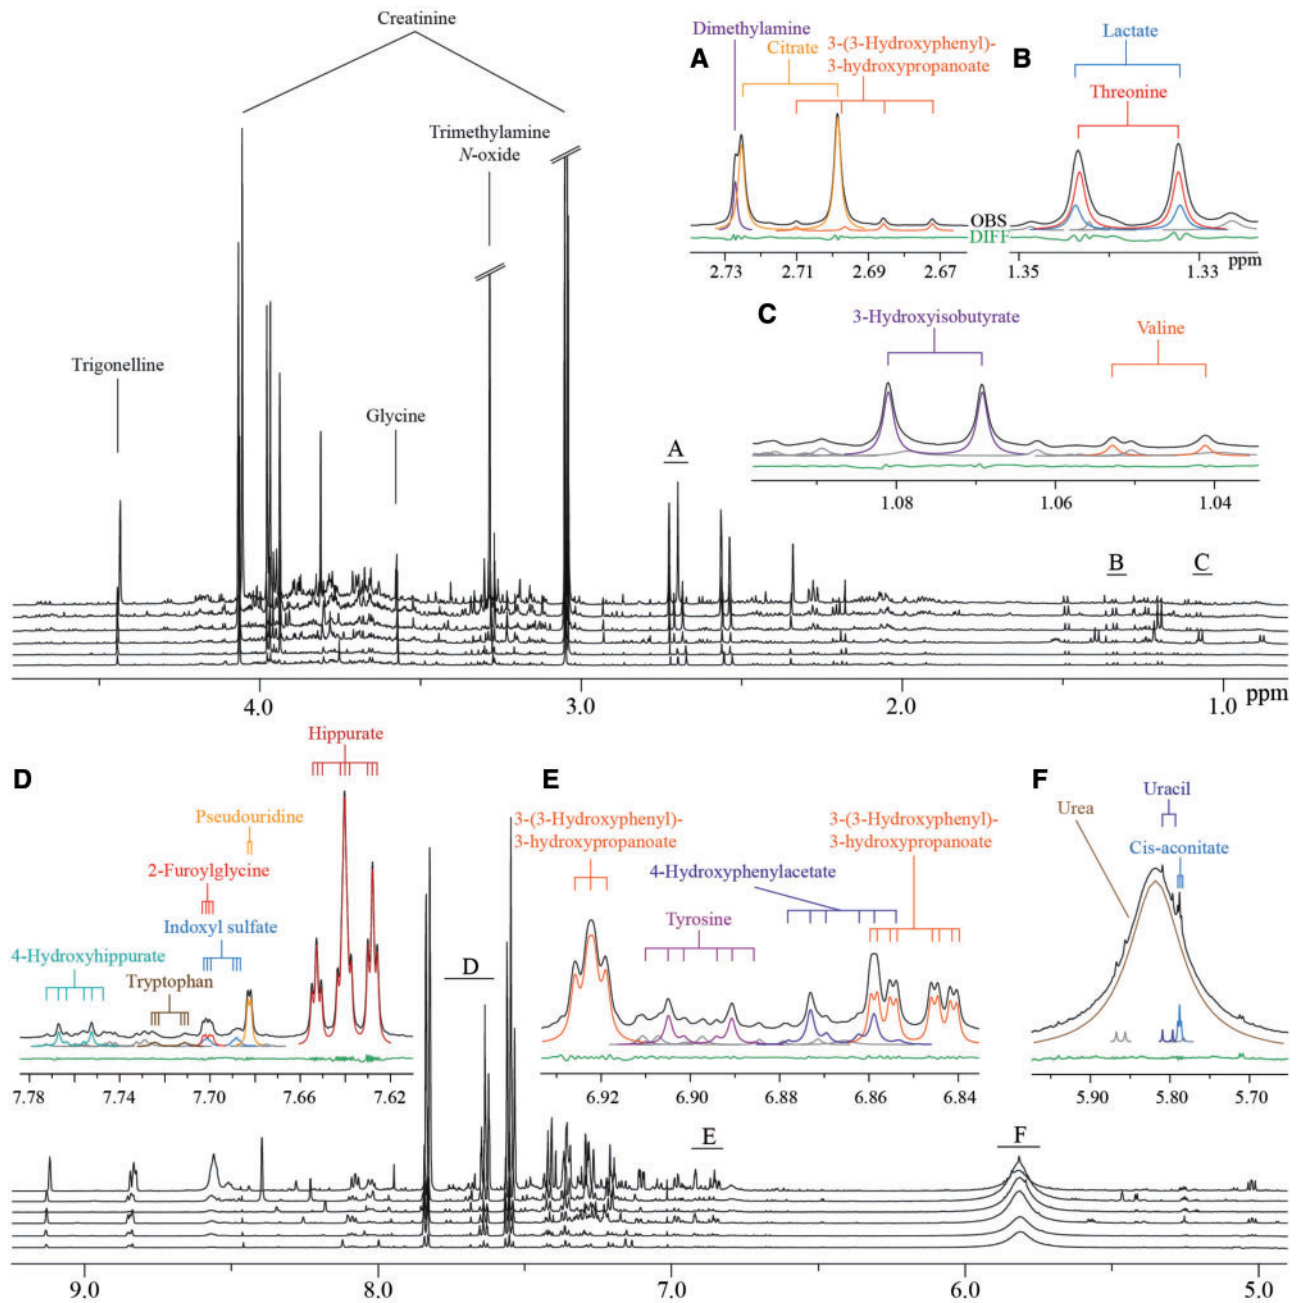 Creatinine
Trimethylamine
N-oxide
Trigonelline
Glycine
A
B
C
A
Dimethylamine
Citrate
3-(3-Hydroxyphenyl)-
3-hydroxypropanoate
OBS
DIFF
2.73 2.71 2.69 2.67
B
Lactate
Threonine
1.35 1.33 ppm
C
3-Hydroxyisobutyrate
Valine
1.08 1.06 1.04
4.0 3.0 2.0 1.0 ppm
D
Hippurate
Pseudouridine
2-Furoylglycine
Indoxyl sulfate
4-Hydroxyhippurate
Tryptophan
7.78 7.74 7.70 7.66 7.62
E
3-(3-Hydroxyphenyl)-
3-hydroxypropanoate
3-(3-Hydroxyphenyl)-
3-hydroxypropanoate
4-Hydroxyphenylacetate
Tyrosine
6.92 6.90 6.88 6.86 6.84
F
Urea
Uracil
Cis-aconitate
5.90 5.80 5.70
D
E
F
9.0 8.0 7.0 6.0 5.0